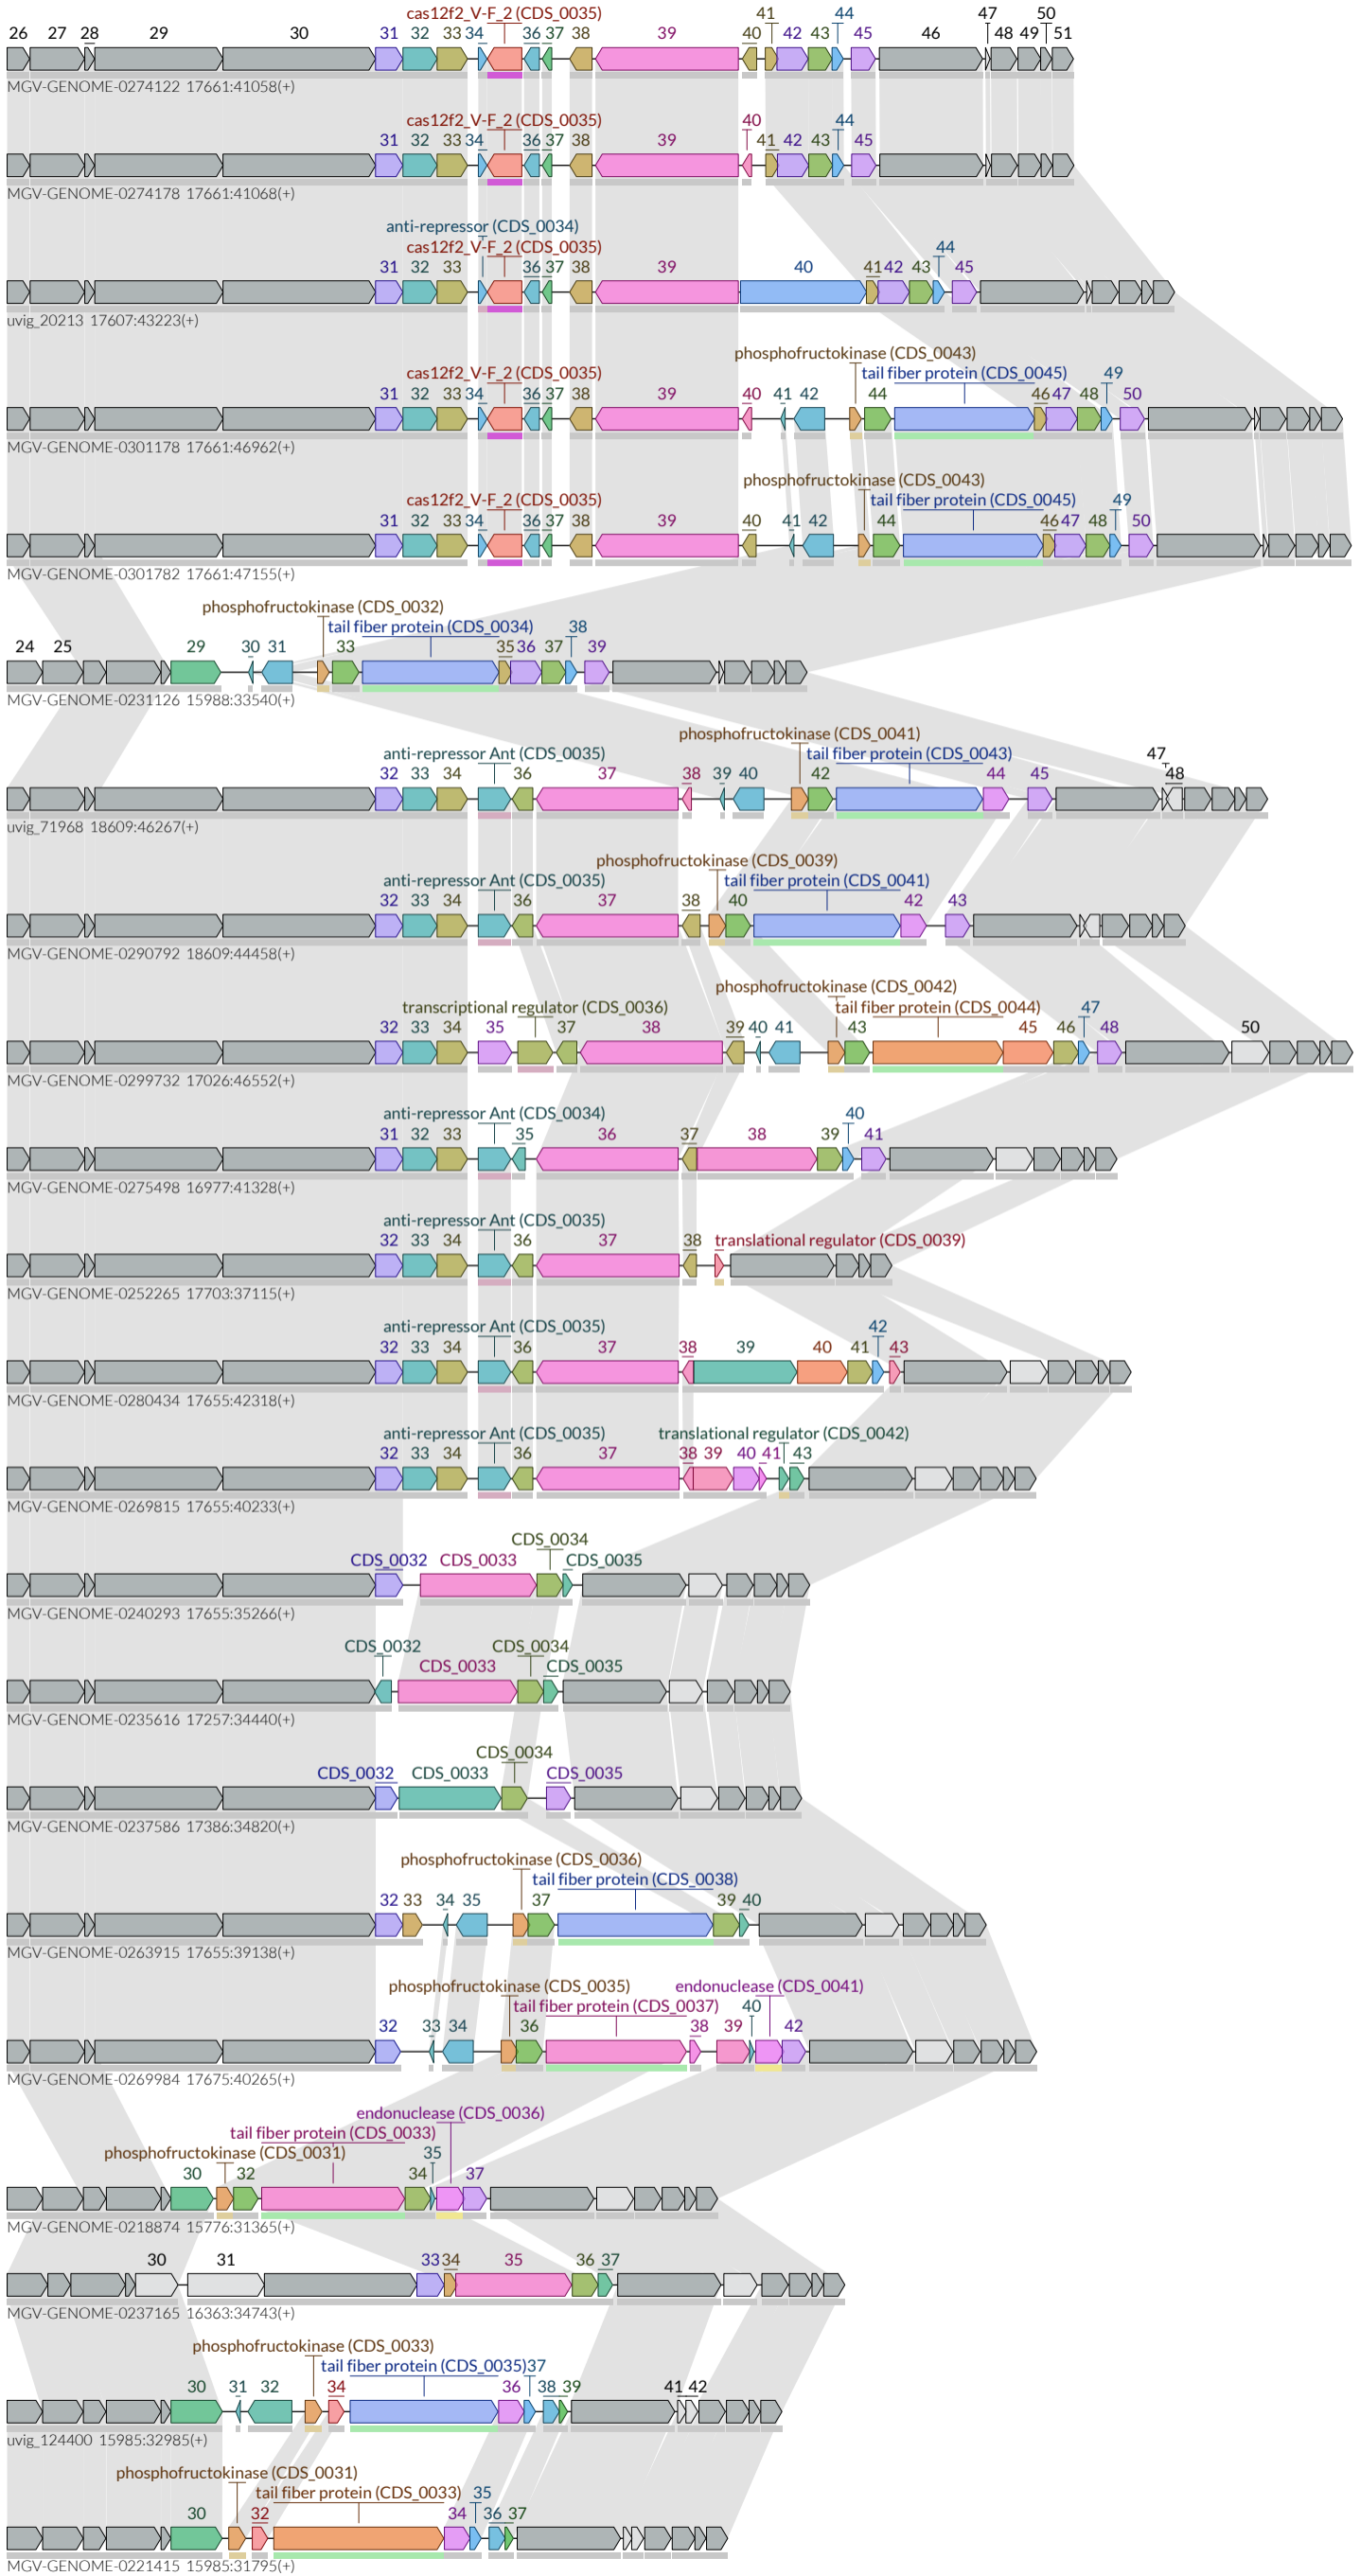 cas12f2_V-F_2 (CDS_0035) 41 44 47 50
26 27 28 29 30 31 32 33 34 36 37 38 39 40 42 43 45 46 48 49 51
MGV-GENOME-0274122 17661:41058(+)
cas12f2_V-F_2 (CDS_0035) 40 44
31 32 33 34 36 37 38 39 41 42 43 45
MGV-GENOME-0274178 17661:41068(+)
anti-repressor (CDS_0034)
cas12f2_V-F_2 (CDS_0035) 44
31 32 33 36 37 38 39 40 41 42 43 45
uvig_20213 17607:43223(+)
phosphofructokinase (CDS_0043)
cas12f2_V-F_2 (CDS_0035) tail fiber protein (CDS_0045) 49
31 32 33 34 36 37 38 39 40 41 42 44 46 47 48 50
MGV-GENOME-0301178 17661:46962(+)
phosphofructokinase (CDS_0043)
cas12f2_V-F_2 (CDS_0035) tail fiber protein (CDS_0045) 49
31 32 33 34 36 37 38 39 40 41 42 44 46 47 48 50
MGV-GENOME-0301782 17661:47155(+)
phosphofructokinase (CDS_0032)
tail fiber protein (CDS_0034) 38
24 25 29 30 31 33 35 36 37 39
MGV-GENOME-0231126 15988:33540(+)
phosphofructokinase (CDS_0041)
anti-repressor Ant (CDS_0035) tail fiber protein (CDS_0043) 47
32 33 34 36 37 38 39 40 42 44 45 48
uvig_71968 18609:46267(+)
phosphofructokinase (CDS_0039)
anti-repressor Ant (CDS_0035) tail fiber protein (CDS_0041)
32 33 34 36 37 38 40 42 43
MGV-GENOME-0290792 18609:44458(+)
phosphofructokinase (CDS_0042)
transcriptional regulator (CDS_0036) tail fiber protein (CDS_0044) 47
32 33 34 35 37 38 39 40 41 43 45 46 48 50
MGV-GENOME-0299732 17026:46552(+)
anti-repressor Ant (CDS_0034) 40
31 32 33 35 36 37 38 39 41
MGV-GENOME-0275498 16977:41328(+)
anti-repressor Ant (CDS_0035)
32 33 34 36 37 38 translational regulator (CDS_0039)
MGV-GENOME-0252265 17703:37115(+)
anti-repressor Ant (CDS_0035) 42
32 33 34 36 37 38 39 40 41 43
MGV-GENOME-0280434 17655:42318(+)
anti-repressor Ant (CDS_0035) translational regulator (CDS_0042)
32 33 34 36 37 38 39 40 41 43
MGV-GENOME-0269815 17655:40233(+)
CDS_0034
CDS_0032 CDS_0033 CDS_0035
MGV-GENOME-0240293 17655:35266(+)
CDS_0032 CDS_0034
CDS_0033 CDS_0035
MGV-GENOME-0235616 17257:34440(+)
CDS_0034
CDS_0032 CDS_0033 CDS_0035
MGV-GENOME-0237586 17386:34820(+)
phosphofructokinase (CDS_0036)
tail fiber protein (CDS_0038)
32 33 34 35 37 39 40
MGV-GENOME-0263915 17655:39138(+)
phosphofructokinase (CDS_0035) endonuclease (CDS_0041)
tail fiber protein (CDS_0037) 40
32 33 34 36 38 39 42
MGV-GENOME-0269984 17675:40265(+)
endonuclease (CDS_0036)
tail fiber protein (CDS_0033)
phosphofructokinase (CDS_0031) 35
30 32 34 37
MGV-GENOME-0218874 15776:31365(+)
30 31 33 34 35 36 37
MGV-GENOME-0237165 16363:34743(+)
phosphofructokinase (CDS_0033)
tail fiber protein (CDS_0035) 37
30 31 32 34 36 38 39 41 42
uvig_124400 15985:32985(+)
phosphofructokinase (CDS_0031)
tail fiber protein (CDS_0033) 35
30 32 34 36 37
MGV-GENOME-0221415 15985:31795(+)